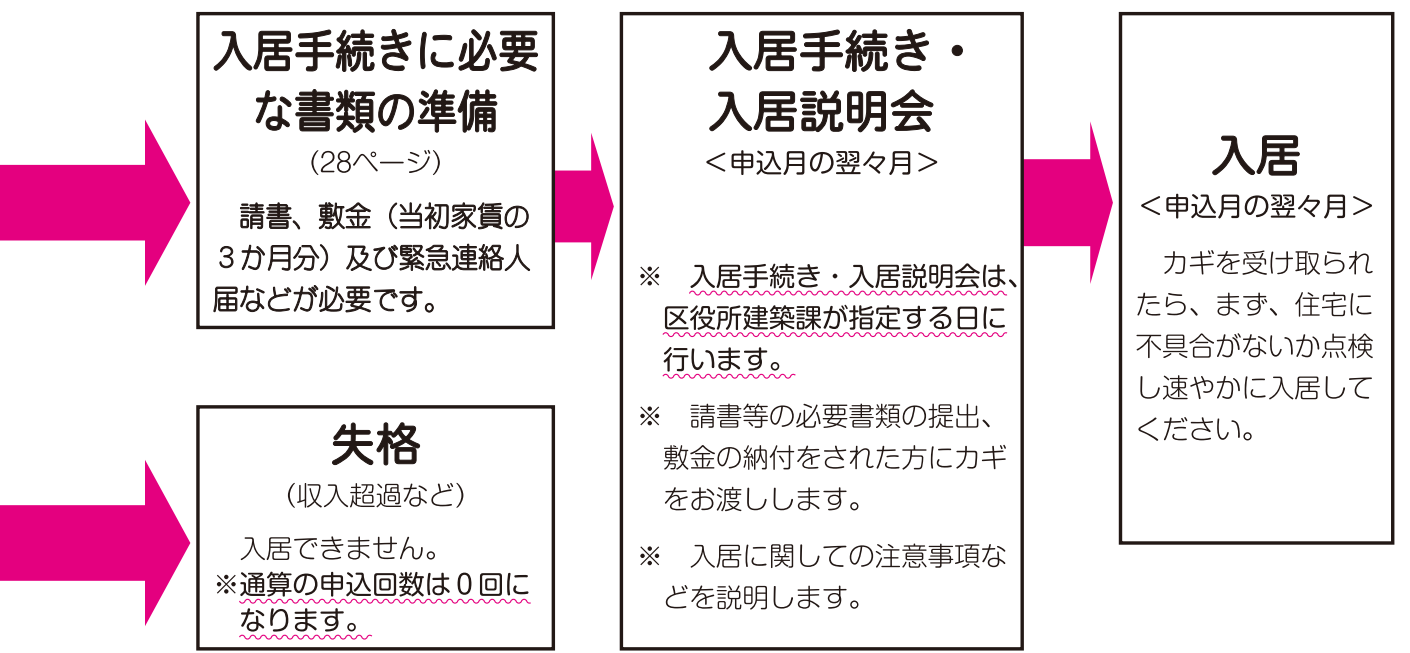 入居手続きに必要
な書類の準備
(28ページ)
請書、敷金(当初家賃の
３か月分)及び緊急連絡人
届などが必要です。
失格
(収入超過など)
入居できません。
※通算の申込回数は０回に
なります。
入居手続き・
入居説明会
＜申込月の翌々月＞
※　入居手続き・入居説明会は、
区役所建築課が指定する日に
行います。
※　請書等の必要書類の提出、
敷金の納付をされた方にカギ
をお渡しします。
※　入居に関しての注意事項な
どを説明します。
入居
＜申込月の翌々月＞
カギを受け取られ
たら、まず、住宅に
不具合がないか点検
し速やかに入居して
ください。